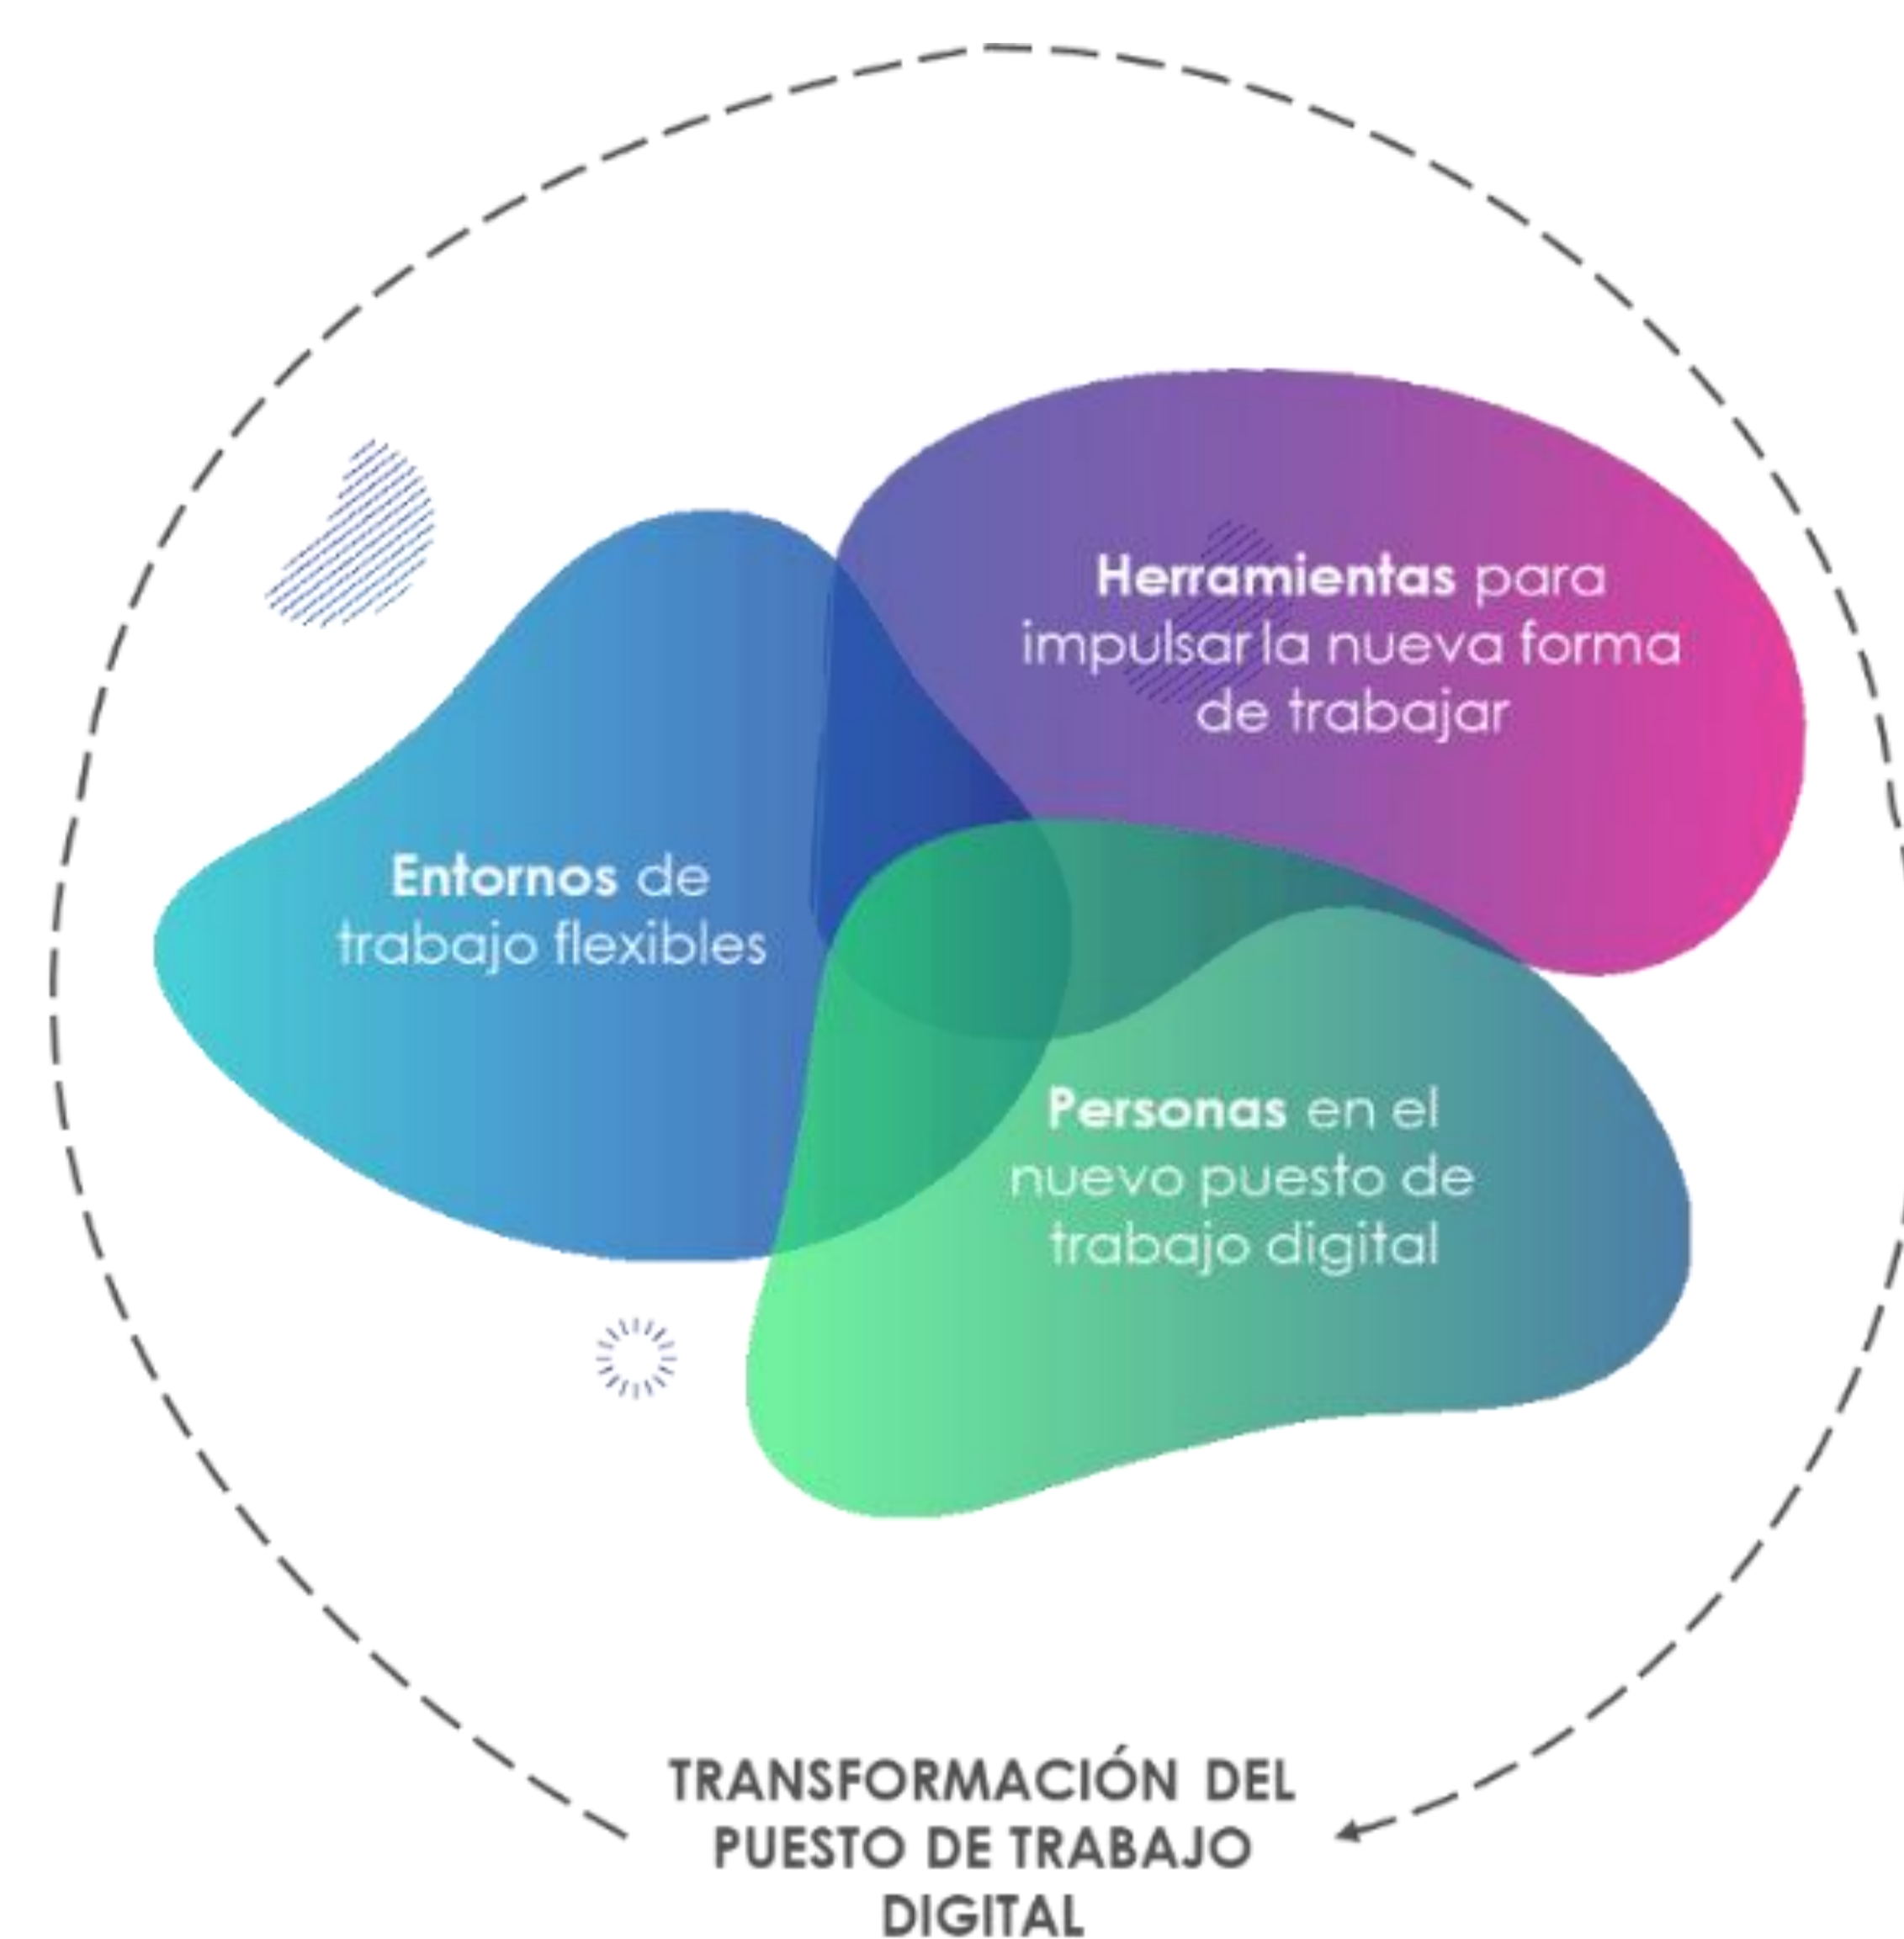 Herramientas para
impulsar la nueva forma
de trabajar
Entornos de
trabajo flexibles
Personas en el
nuevo puesto de
trabajo digital
TRANSFORMACIÓN DEL
PUESTO DE TRABAJO
DIGITAL